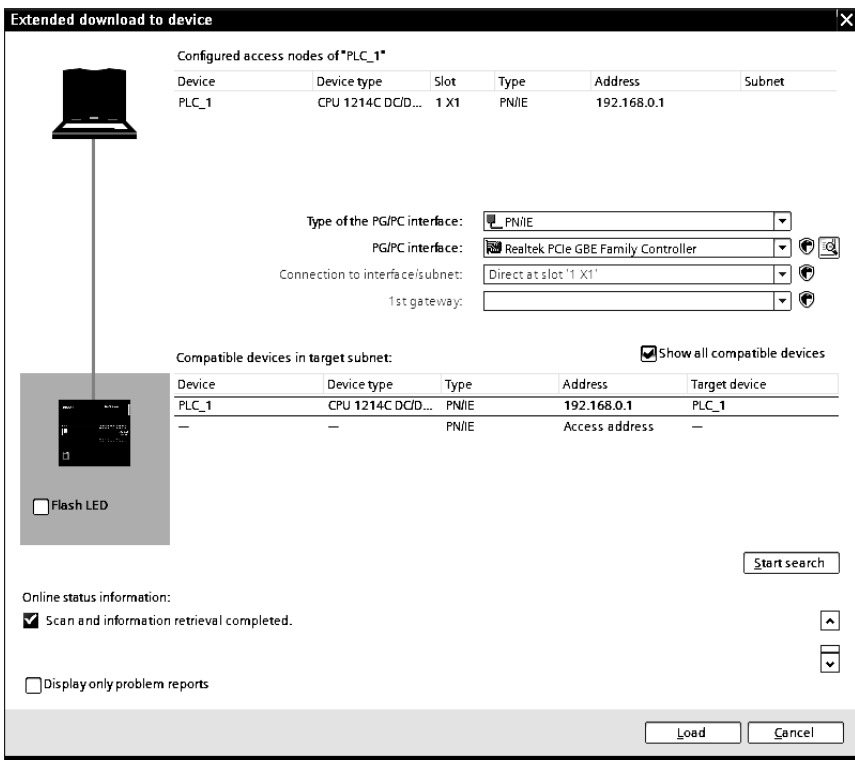 Extended download to device
Configured access nodes of "PLC_1"
Device Device type Slot Type Address Subnet
PLC_1 CPU 1214C DC/D... 1 X1 PN/IE 192.168.0.1
Type of the PG/PC interface: PN/IE
PG/PC interface: Realtek PCIe GBE Family Controller
Connection to interface/subnet: Direct at slot '1 X1'
1st gateway:
Compatible devices in target subnet: Show all compatible devices
Device Device type Type Address Target device
PLC_1 CPU 1214C DC/D... PN/IE 192.168.0.1 PLC_1
— — PN/IE Access address —
Flash LED
Start search
Online status information:
Scan and information retrieval completed.
Display only problem reports
Load Cancel